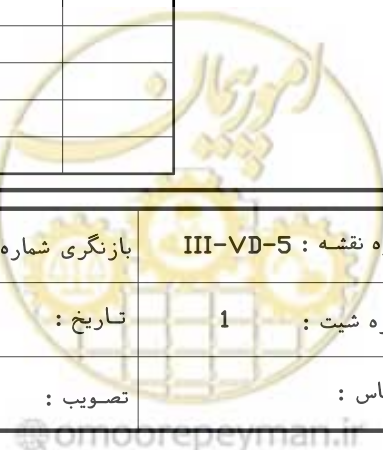 امور پیمان
ه نقشه : III-VD-5 بازنگری شماره
ه شیت : 1 تاریخ :
اس : تصویب :
@omoorepeyman.ir